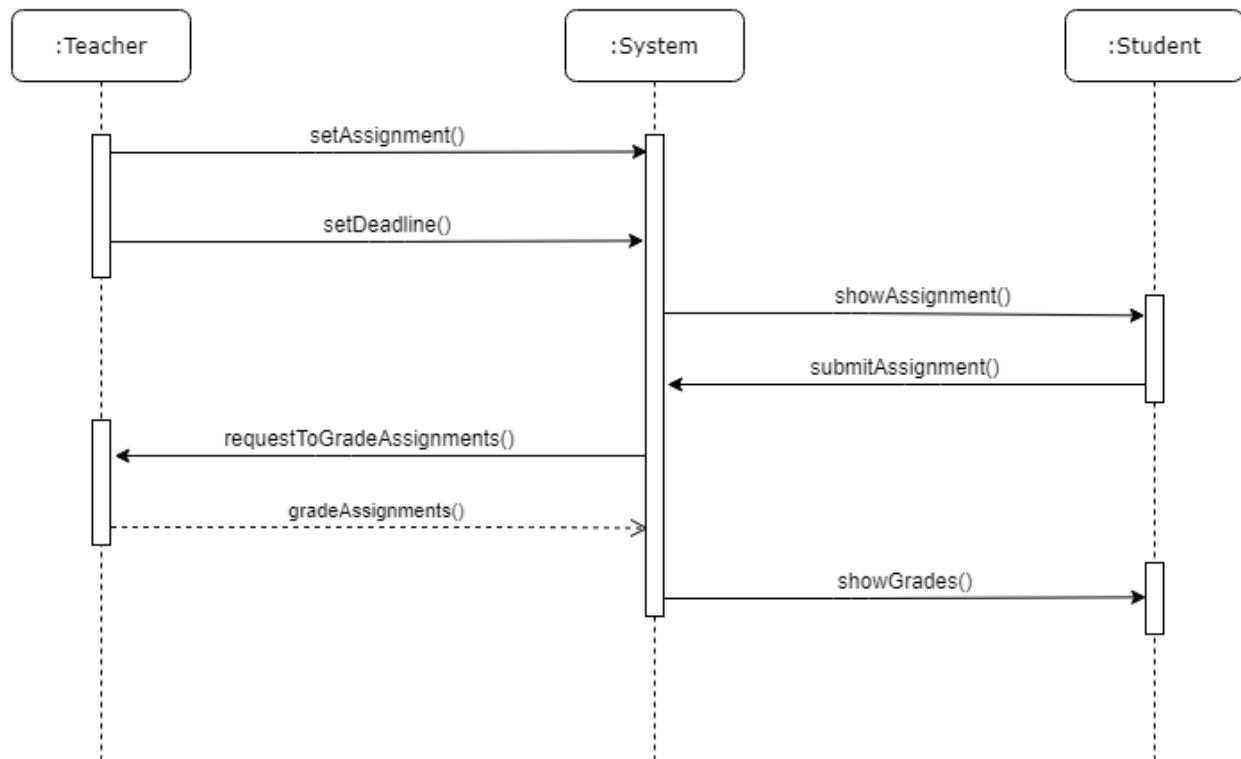 :Teacher
:System
:Student
setAssignment()
setDeadline()
showAssignment()
submitAssignment()
requestToGradeAssignments()
gradeAssignments()
showGrades()